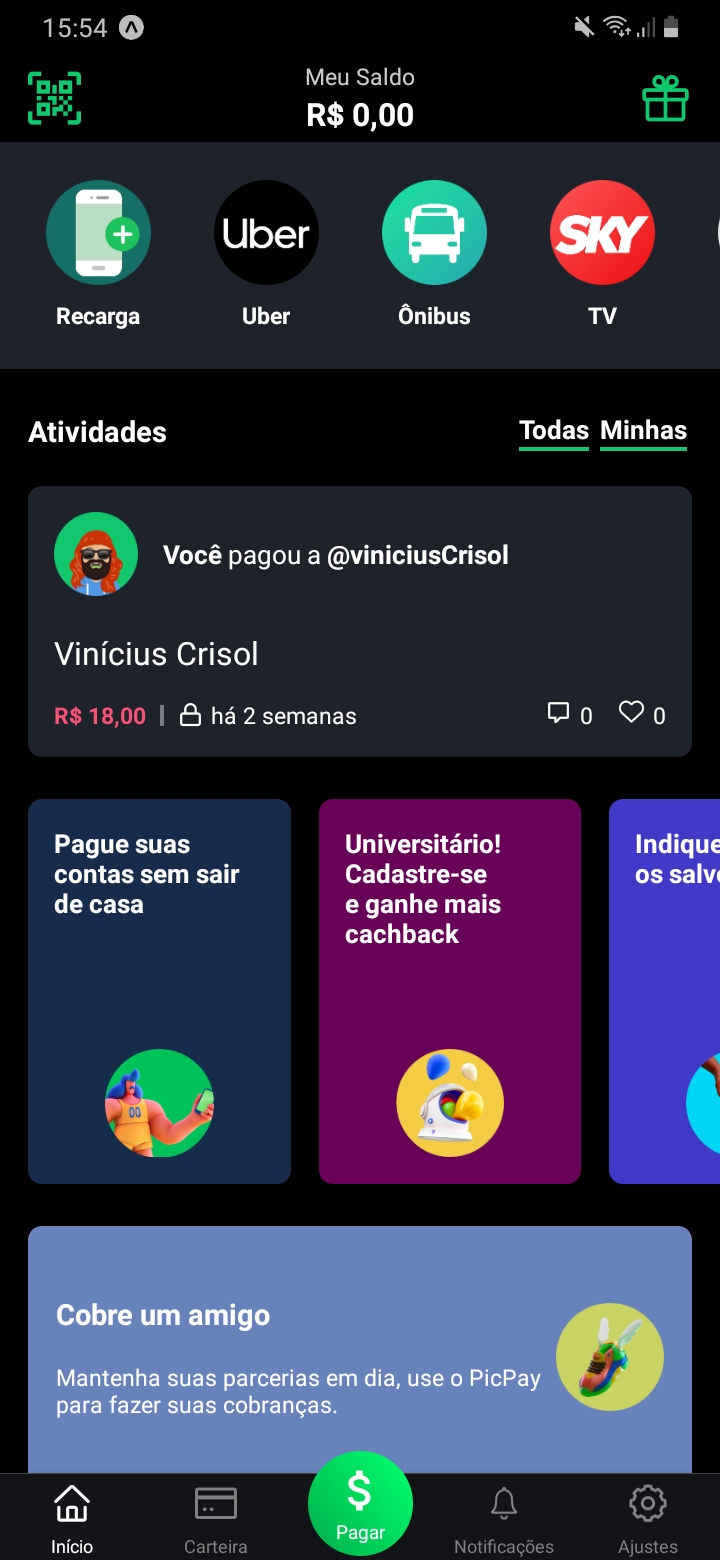 15:54
Meu Saldo
R$ 0,00
Uber
SKY
Recarga
Uber
Ônibus
TV
Atividades
Todas Minhas
Você pagou a @viniciusCrisol
Vinícius Crisol
R$ 18,00 | há 2 semanas
0 0
Pague suas
contas sem sair
de casa
Universitário!
Cadastre-se
e ganhe mais
cachback
Indique
os salv
Cobre um amigo
Mantenha suas parcerias em dia, use o PicPay
para fazer suas cobranças.
$
Início
Carteira
Pagar
Notificações
Ajustes